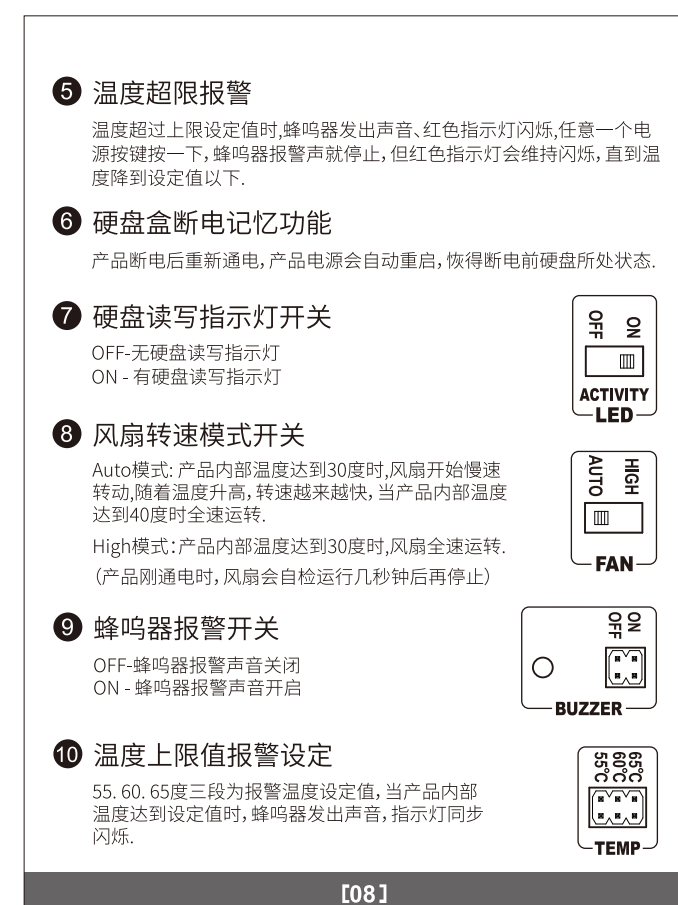 5 温度超限报警
温度超过上限设定值时,蜂呜器发出声音、红色指示灯闪烁,任意一个电
源按键按一下，蜂呜器报警声就停止，但红色指示灯会维持闪烁，直到温
度降到设定值以下.
6 硬盘盒断电记忆功能
产品断电后重新通电，产品电源会自动重启，恢得断电前硬盘所处状态.
7 硬盘读写指示灯开关
OFF-无硬盘读写指示灯
ON - 有硬盘读写指示灯
OFF ON
ACTIVITY
LED
8 风扇转速模式开关
Auto模式: 产品内部温度达到30度时,风扇开始慢速
转动,随着温度升高，转速越来越快，当产品内部温度
达到40度时全速运转.
High模式：产品内部温度达到30度时,风扇全速运转.
（产品刚通电时，风扇会自检运行几秒钟后再停止）
AUTO HIGH
FAN
9 蜂呜器报警开关
OFF-蜂呜器报警声音关闭
ON - 蜂呜器报警声音开启
OFF ON
BUZZER
10 温度上限值报警设定
55. 60. 65度三段为报警温度设定值，当产品内部
温度达到设定值时，蜂呜器发出声音，指示灯同步
闪烁.
55℃ 60℃ 65℃
TEMP
[08]